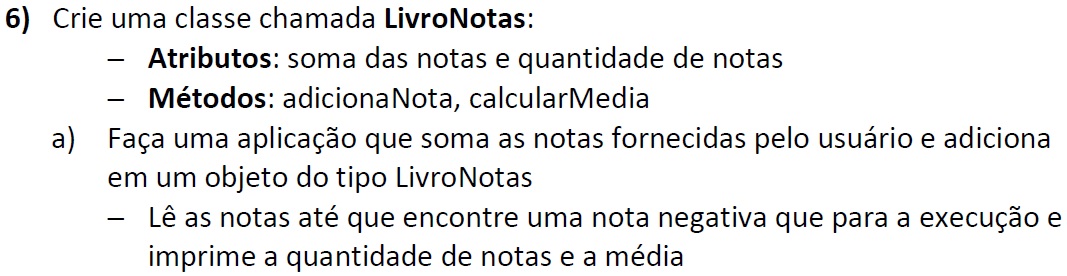 6) Crie uma classe chamada LivroNotas:
– Atributos: soma das notas e quantidade de notas
– Métodos: adicionaNota, calcularMedia
a) Faça uma aplicação que soma as notas fornecidas pelo usuário e adiciona
em um objeto do tipo LivroNotas
– Lê as notas até que encontre uma nota negativa que para a execução e
imprime a quantidade de notas e a média